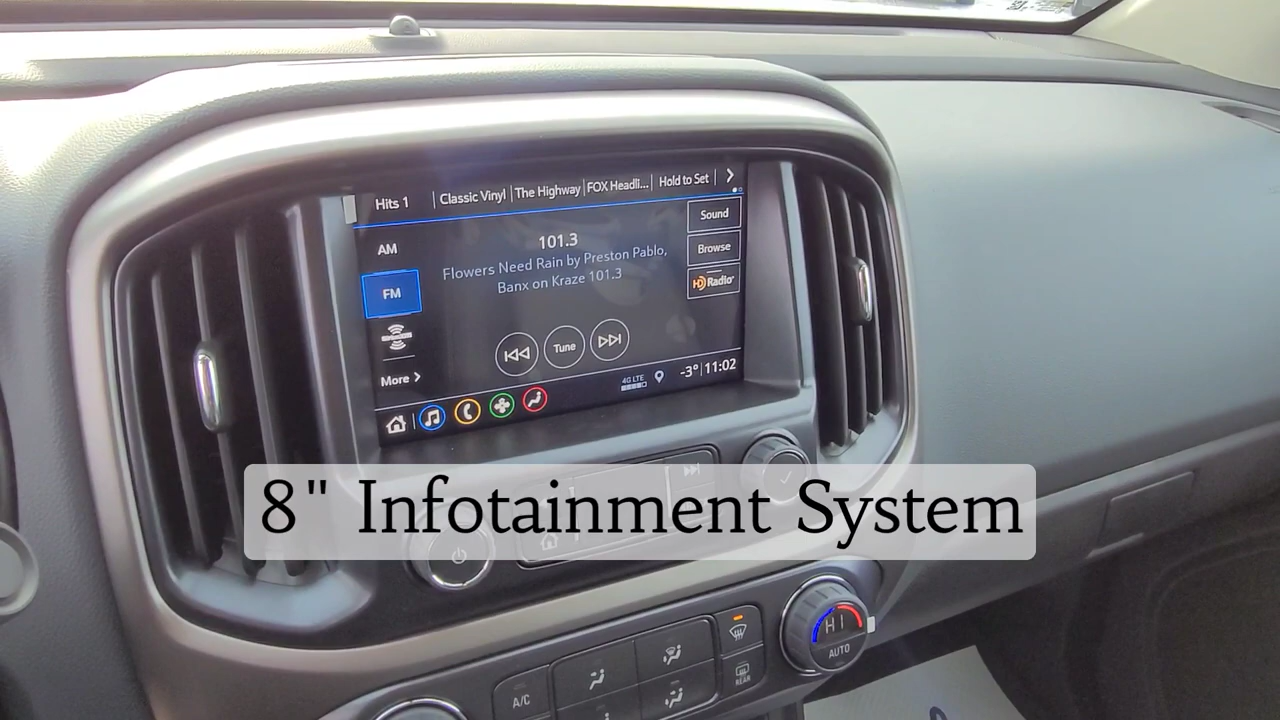 Hits 1 Classic Vinyl The Highway FOX Headli... Hold to Set
AM
FM
More
101.3
Flowers Need Rain by Preston Pablo,
Banx on Kraze 101.3
Tune
Sound
Browse
HD Radio
4G LTE
-3° 11:02
8" Infotainment System
A/C
REAR
HI
AUTO